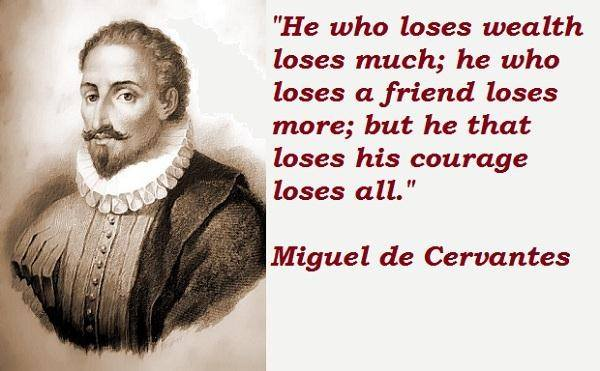 "He who loses wealth
loses much; he who
loses a friend loses
more; but he that
loses his courage
loses all."
Miguel de Cervantes